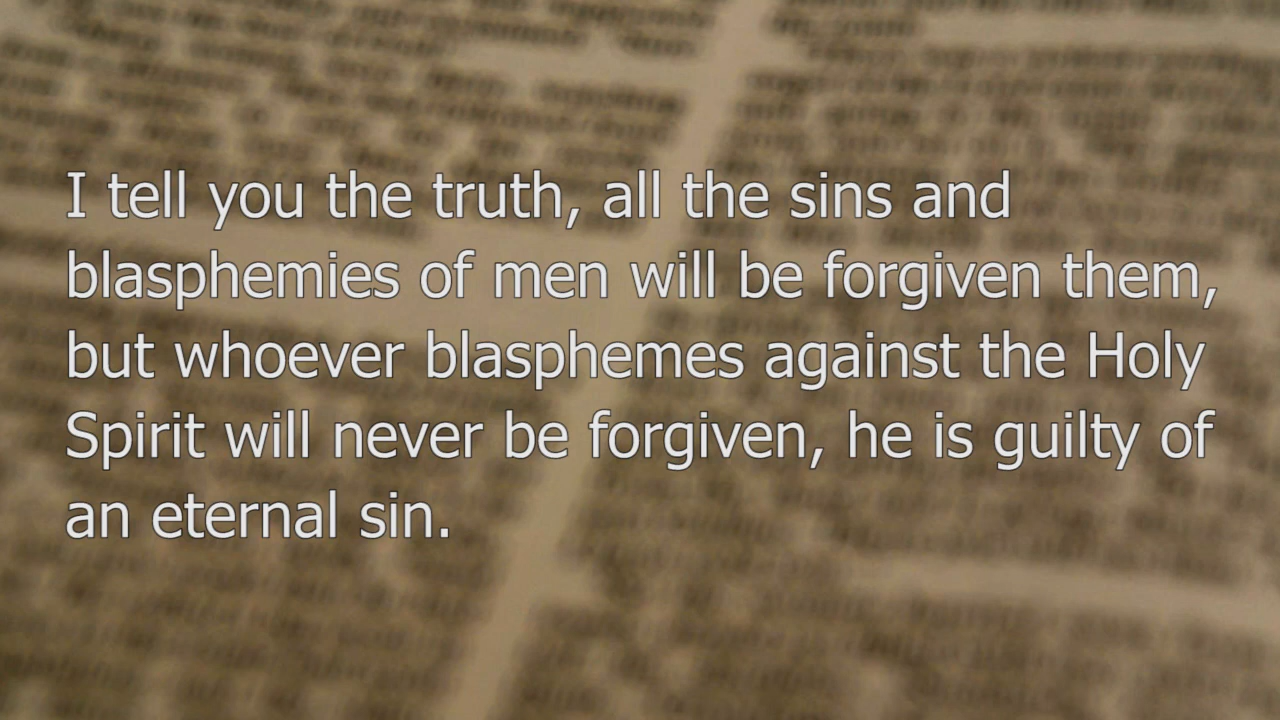 I tell you the truth, all the sins and
blasphemies of men will be forgiven them,
but whoever blasphemes against the Holy
Spirit will never be forgiven, he is guilty of
an eternal sin.